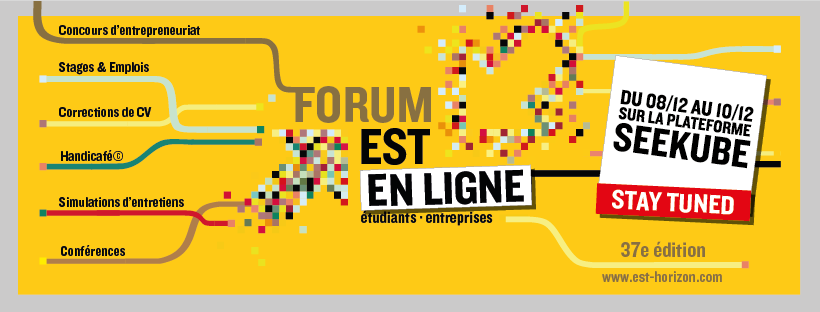 Concours d'entrepreneuriat
Stages & Emplois
Corrections de CV
Handicafé©
Simulations d'entretiens
Conférences
FORUM
EST
EN LIGNE
étudiants · entreprises
DU 08/12 AU 10/12
SUR LA PLATEFORME
SEEKUBE
STAY TUNED
37e édition
www.est-horizon.com